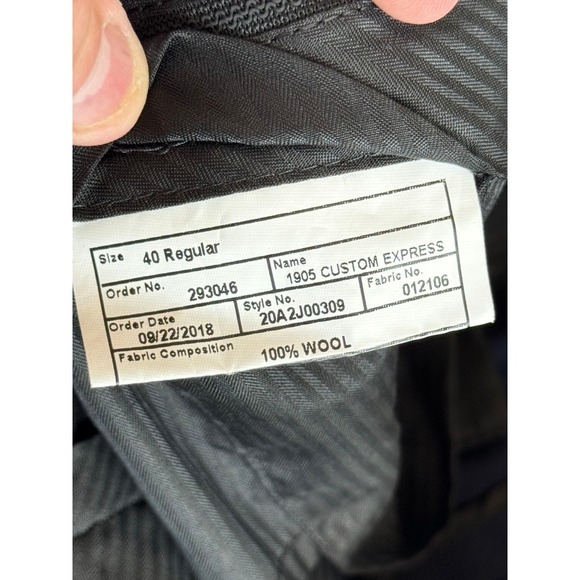 Size 40 Regular
Order No. 293046 Name 1905 CUSTOM EXPRESS
Order Date 09/22/2018 Style No. 20A2J00309 Fabric No. 012106
Fabric Composition 100% WOOL